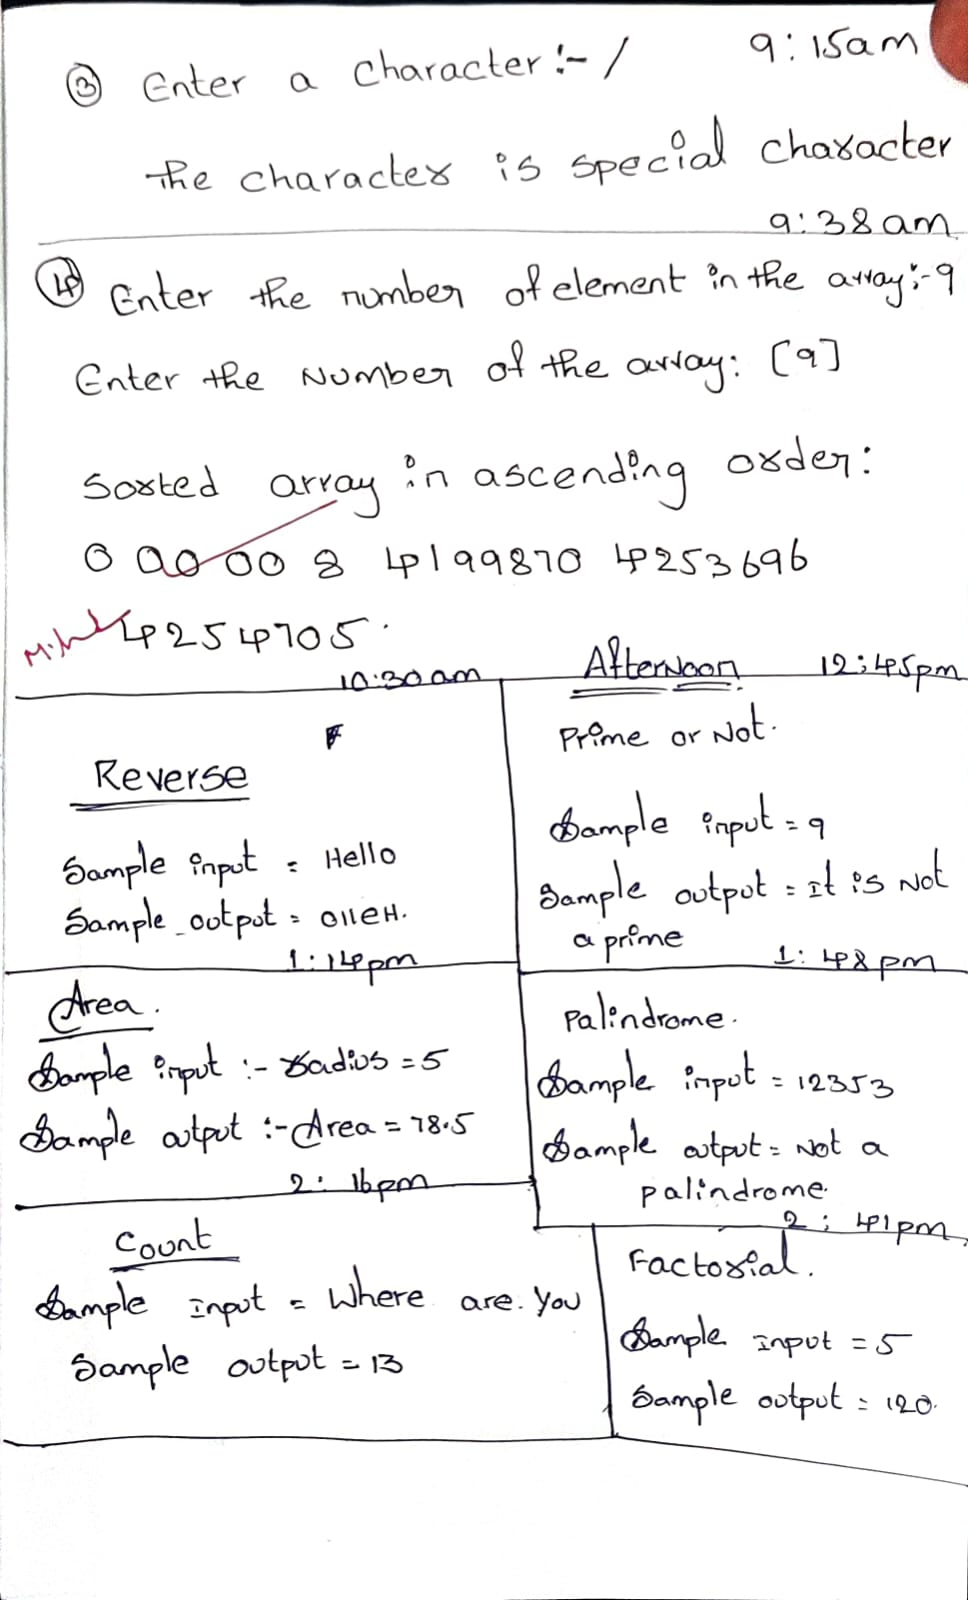 9:15am
③ Enter a Character :- /
The character is special character
9:38am
④ Enter the number of element in the array:-9
Enter the Number of the array: [9]
Sorted array in ascending order:
0 0 0 0 0 8 4199870 4253696
4254705.
10:30am
Reverse
Sample input = Hello
Sample output = olleH.
1:14pm
Area.
Sample input :- radius = 5
Sample output :- Area = 78.5
2:16pm
Count
Sample Input = Where are. You
Sample output = 13
Afternoon 12:45pm
Prime or Not.
Sample input = 9
Sample output = It is Not
a prime
1:48pm
Palindrome.
Sample input = 12353
Sample output = Not a
palindrome.
2:41pm
Factorial.
Sample Input = 5
Sample output = 120.